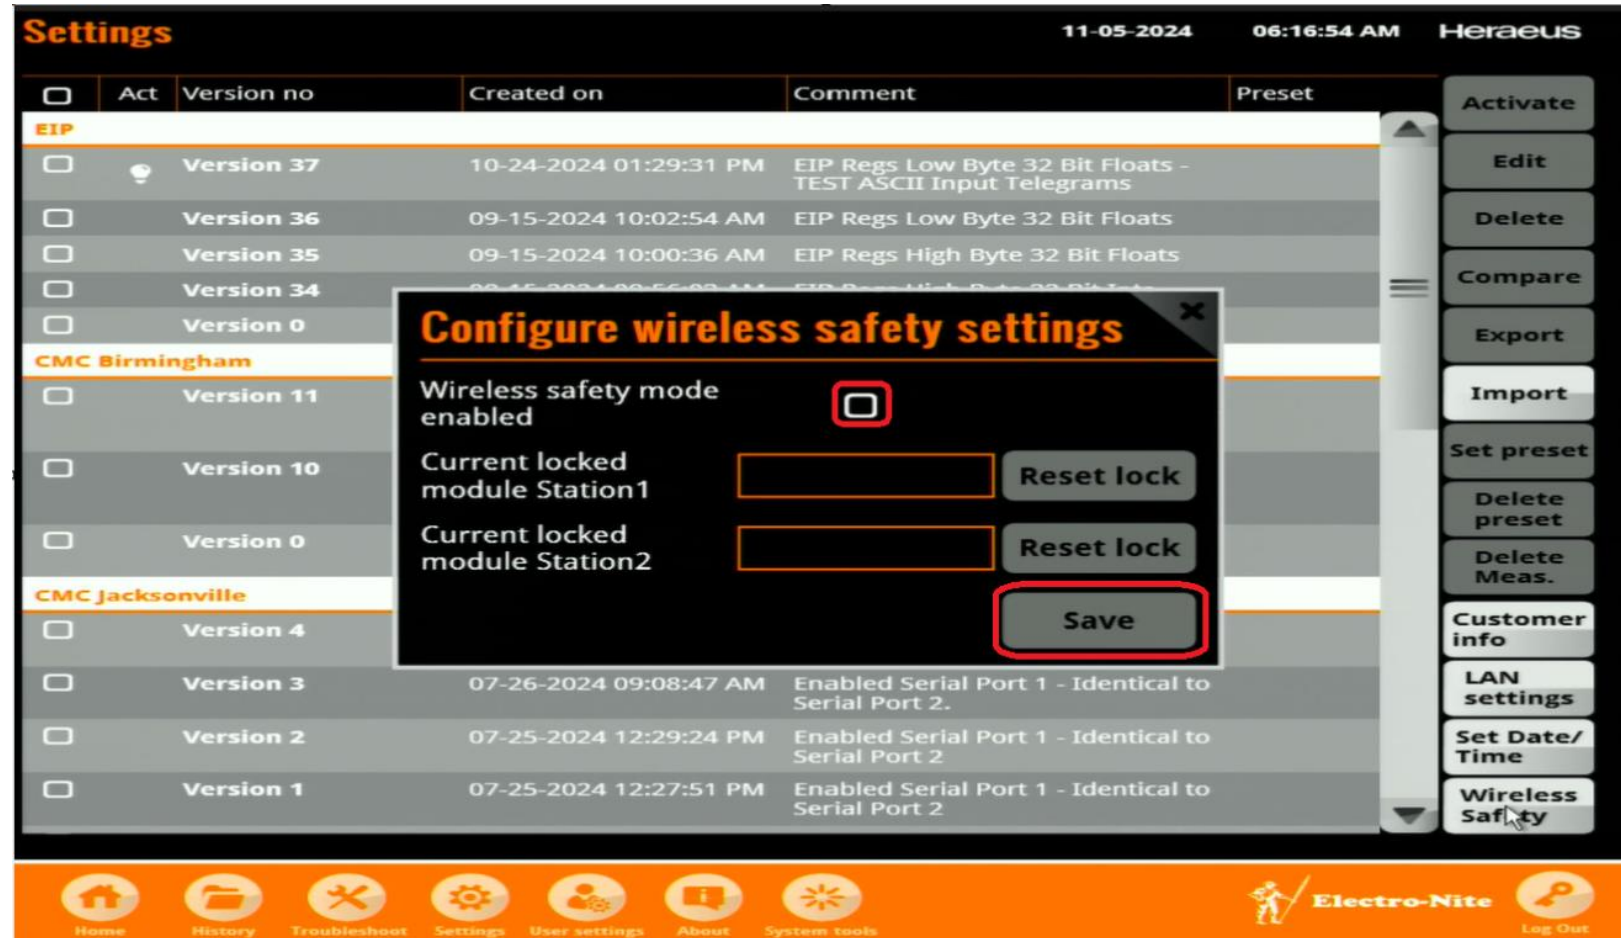 Settings
11-05-2024
06:16:54 AM
Heraeus
Act
Version no
Created on
Comment
Preset
EIP
Version 37
10-24-2024 01:29:31 PM
EIP Regs Low Byte 32 Bit Floats -
TEST ASCII Input Telegrams
Version 36
09-15-2024 10:02:54 AM
EIP Regs Low Byte 32 Bit Floats
Version 35
09-15-2024 10:00:36 AM
EIP Regs High Byte 32 Bit Floats
Version 34
Version 0
CMC Birmingham
Version 11
Version 10
Version 0
CMC Jacksonville
Version 4
Version 3
07-26-2024 09:08:47 AM
Enabled Serial Port 1 - Identical to
Serial Port 2.
Version 2
07-25-2024 12:29:24 PM
Enabled Serial Port 1 - Identical to
Serial Port 2
Version 1
07-25-2024 12:27:51 PM
Enabled Serial Port 1 - Identical to
Serial Port 2
Configure wireless safety settings
Wireless safety mode
enabled
Current locked
module Station1
Reset lock
Current locked
module Station2
Reset lock
Save
Activate
Edit
Delete
Compare
Export
Import
Set preset
Delete
preset
Delete
Meas.
Customer
info
LAN
settings
Set Date/
Time
Wireless
Safety
Home
History
Troubleshoot
Settings
User settings
About
System tools
Electro-Nite
Log Out